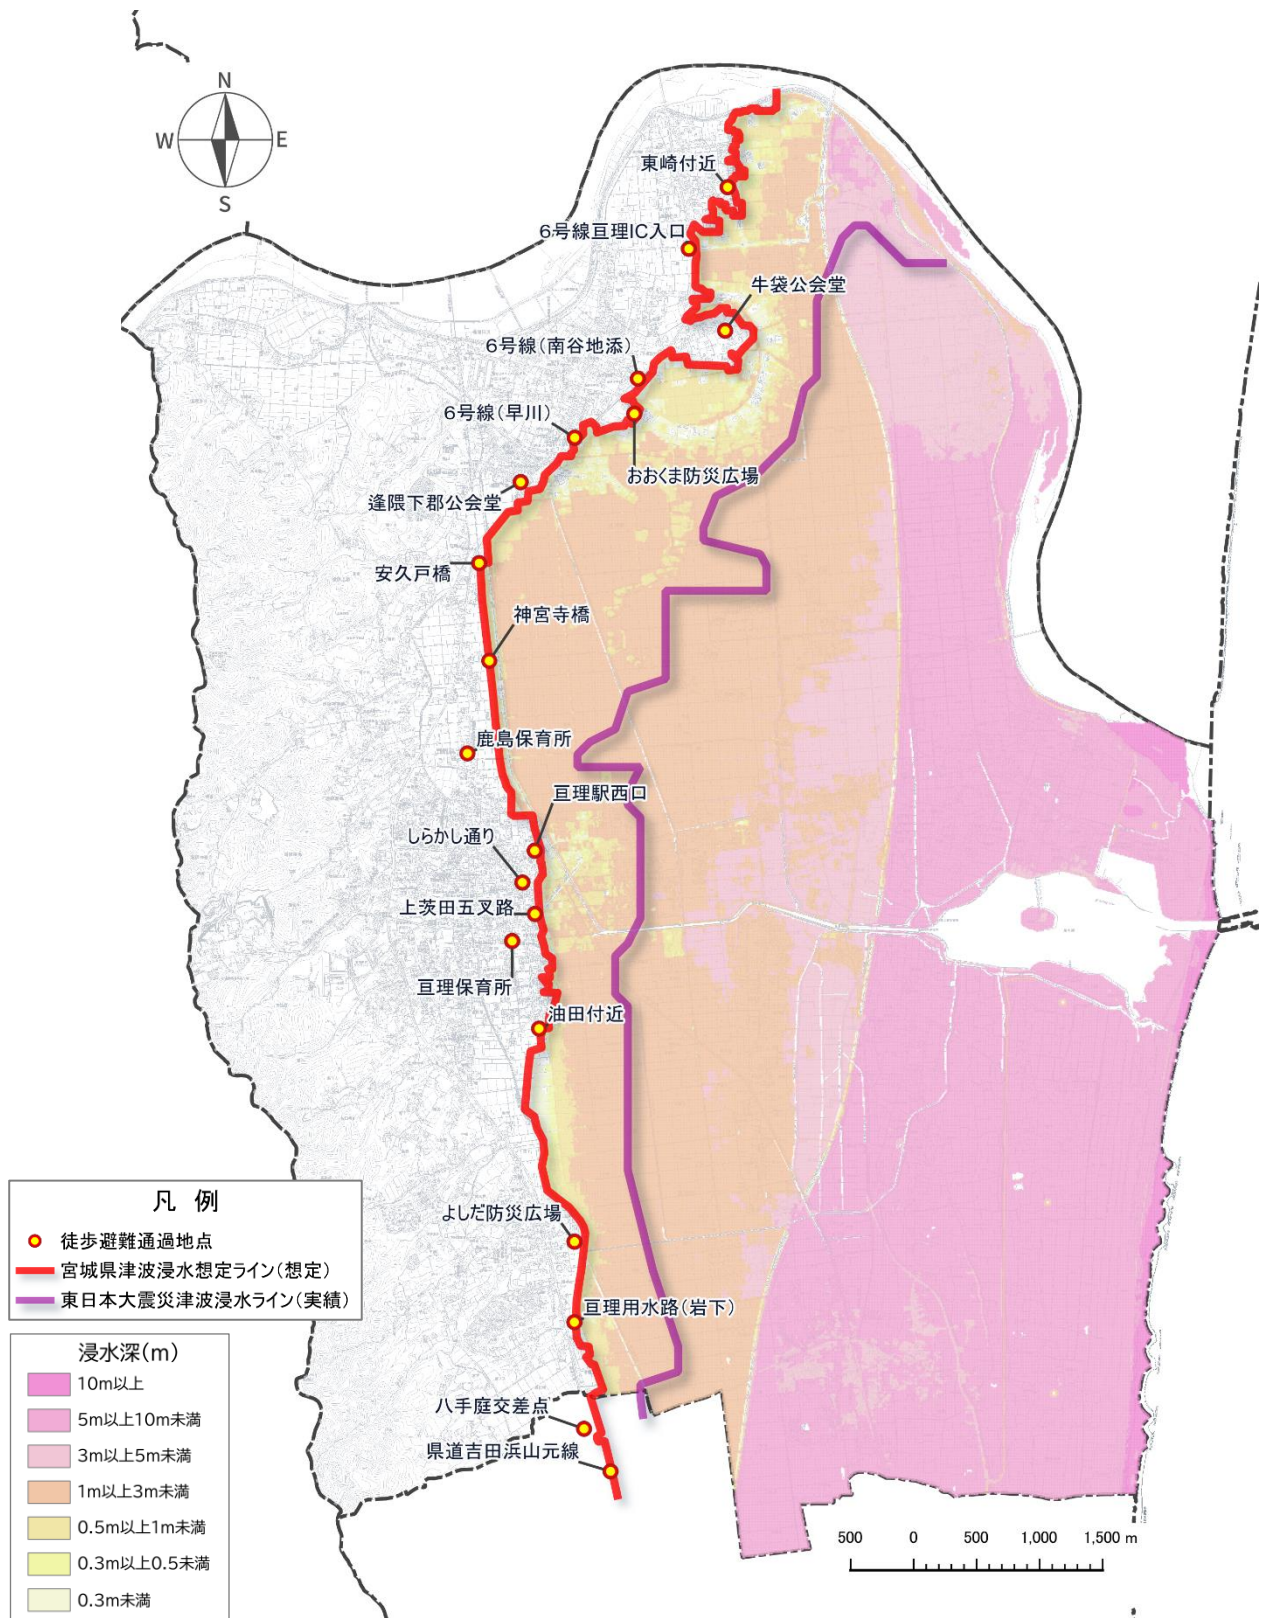 N
W
E
S
東崎付近
6号線亘理IC入口
牛袋公会堂
6号線(南谷地添)
6号線(早川)
おおくま防災広場
逢隈下郡公会堂
安久戸橋
神宮寺橋
鹿島保育所
亘理駅西口
しらかし通り
上茨田五叉路
亘理保育所
油田付近
よしだ防災広場
亘理用水路(岩下)
八手庭交差点
県道吉田浜山元線
凡 例
徒歩避難通過地点
宮城県津波浸水想定ライン(想定)
東日本大震災津波浸水ライン(実績)
浸水深(m)
10m以上
5m以上10m未満
3m以上5m未満
1m以上3m未満
0.5m以上1m未満
0.3m以上0.5未満
0.3m未満
500 0 500 1,000 1,500 m